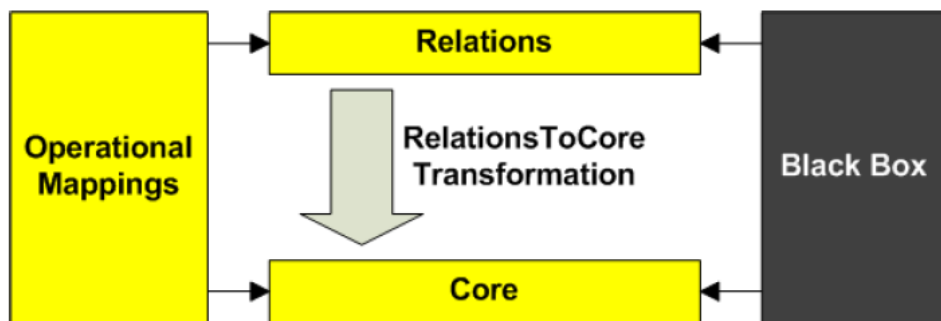 Relations
Operational
Mappings
RelationsToCore
Transformation
Black Box
Core